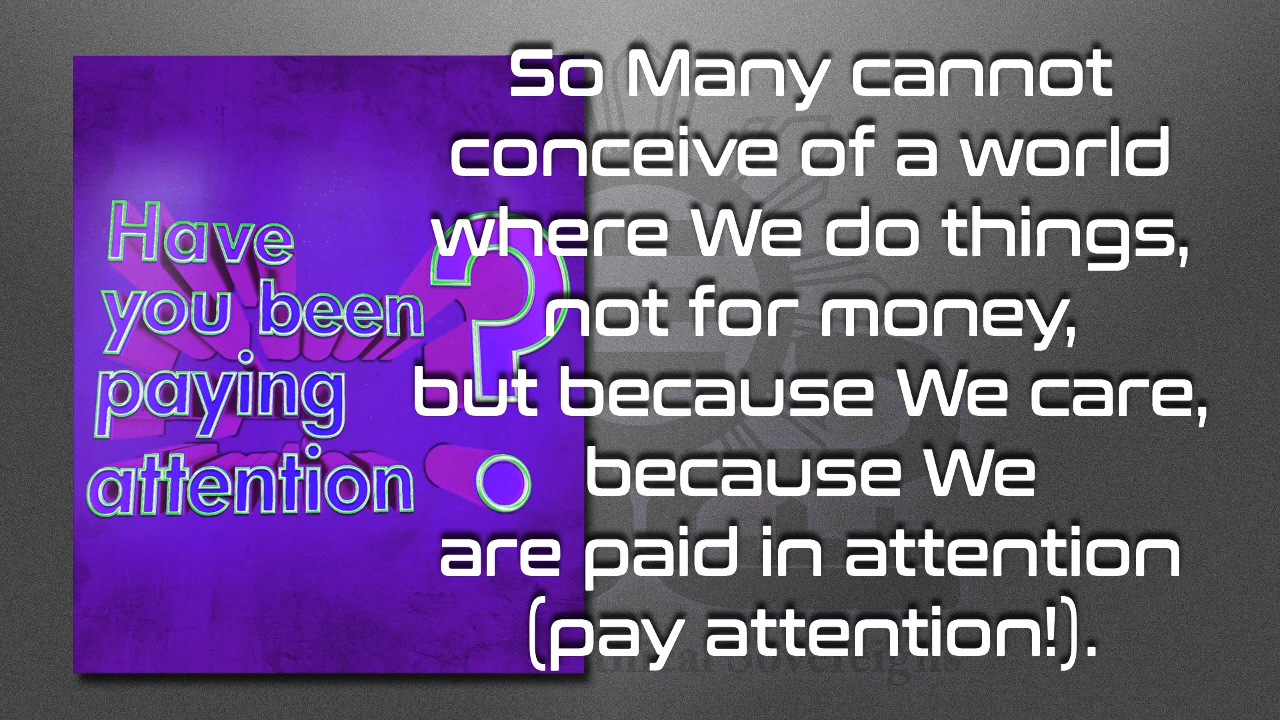 Have
you been
paying
attention
?
So Many cannot
conceive of a world
where We do things,
not for money,
but because We care,
because We
are paid in attention
(pay attention!).